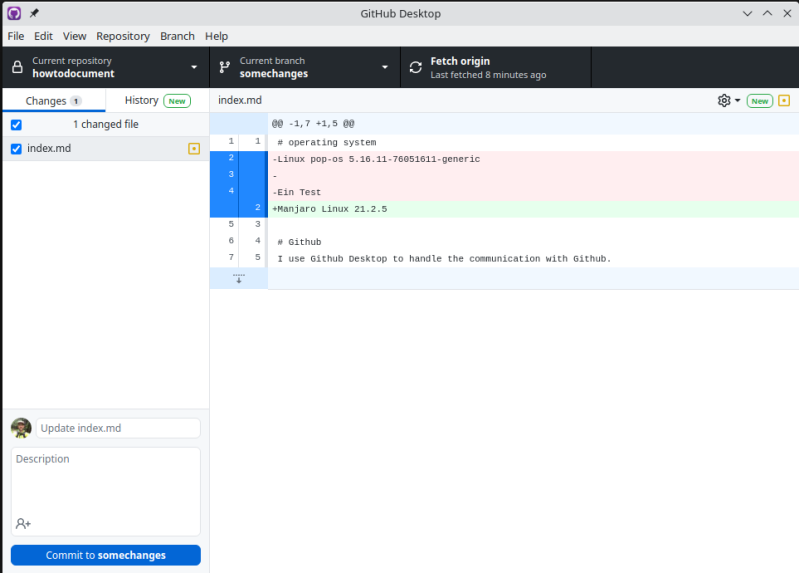 GitHub Desktop
File Edit View Repository Branch Help
Current repository
howtodocument
Current branch
somechanges
Fetch origin
Last fetched 8 minutes ago
Changes 1 History New
index.md New
1 changed file
index.md
@@ -1,7 +1,5 @@
1 1 # operating system
2 -Linux pop-os 5.16.11-76051611-generic
3 -
4 -Ein Test
2 +Manjaro Linux 21.2.5
5 3
6 4 # Github
7 5 I use Github Desktop to handle the communication with Github.
Update index.md
Description
Commit to somechanges